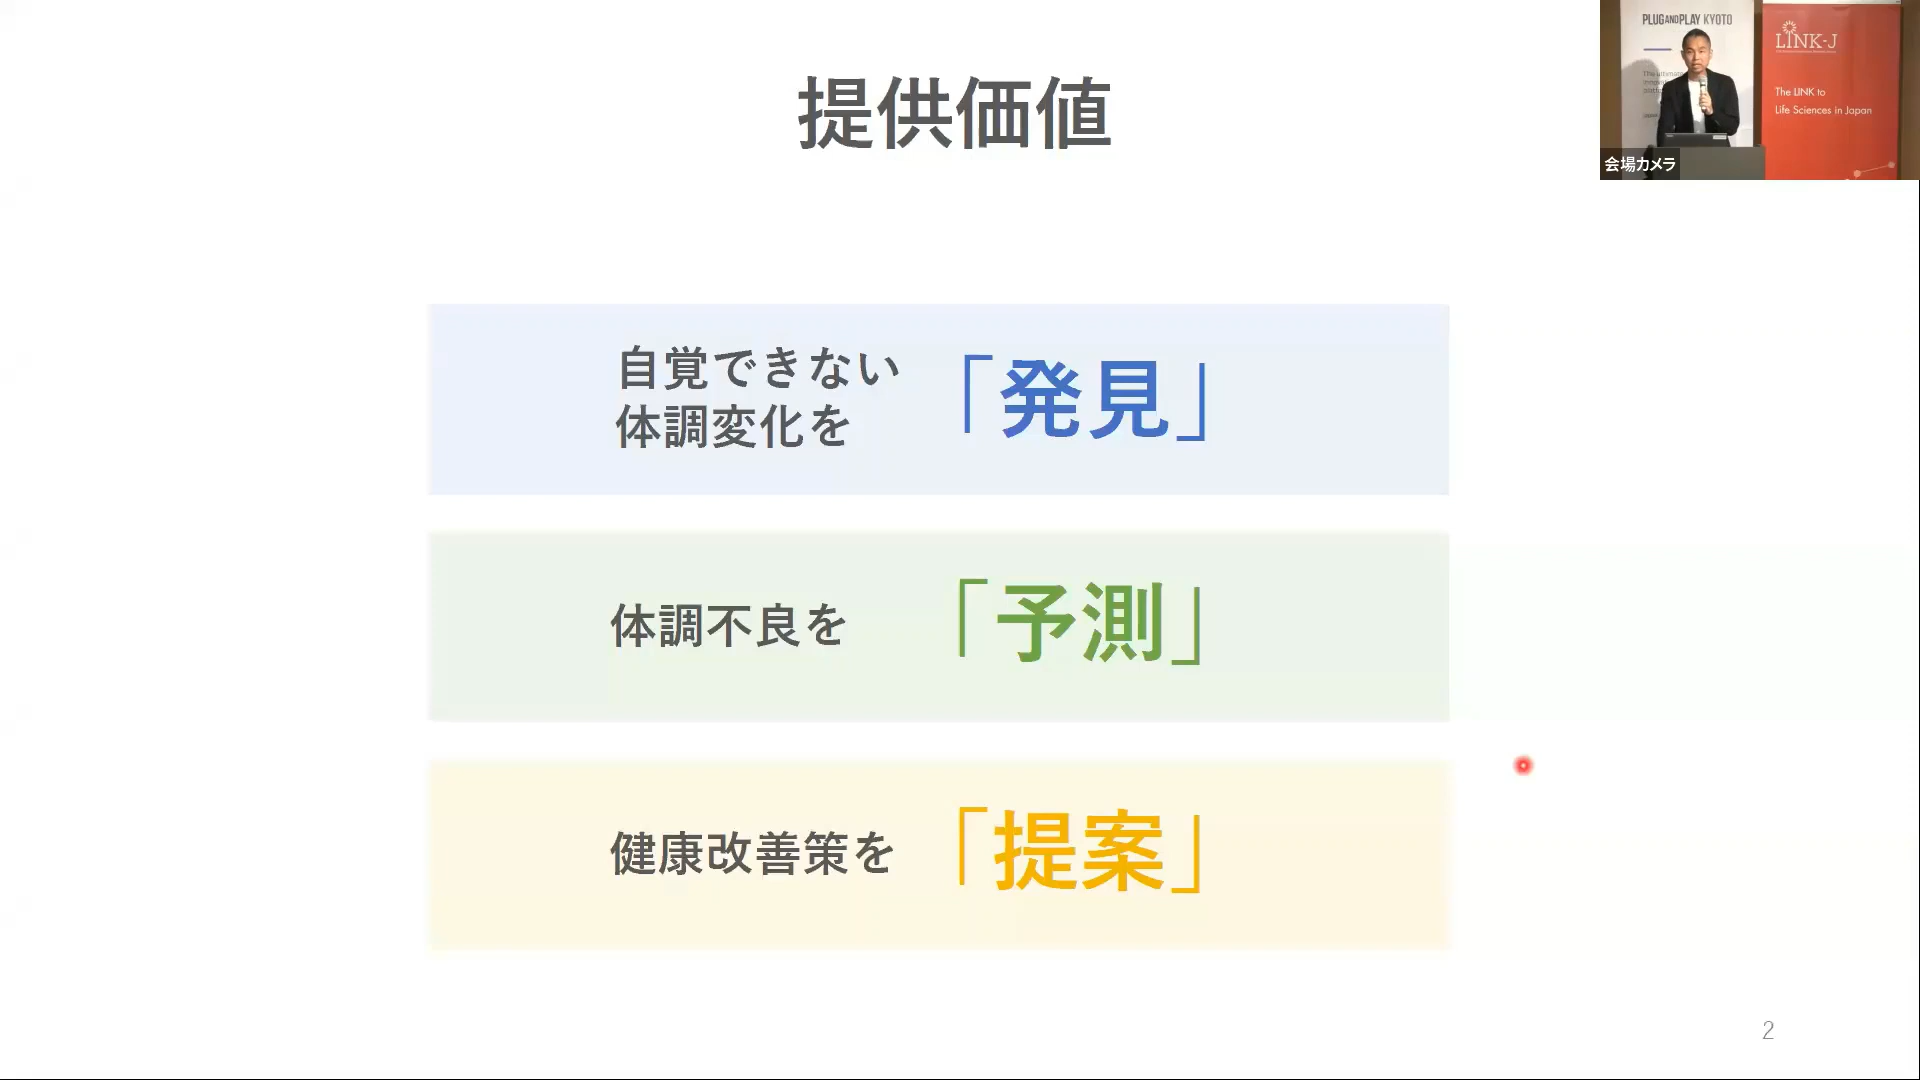 提供価値
自覚できない
体調変化を
「発見」
体調不良を
「予測」
健康改善策を
「提案」
2
PLUG AND PLAY KYOTO
LINK-J
The LINK to
Life Sciences in Japan
会場カメラ